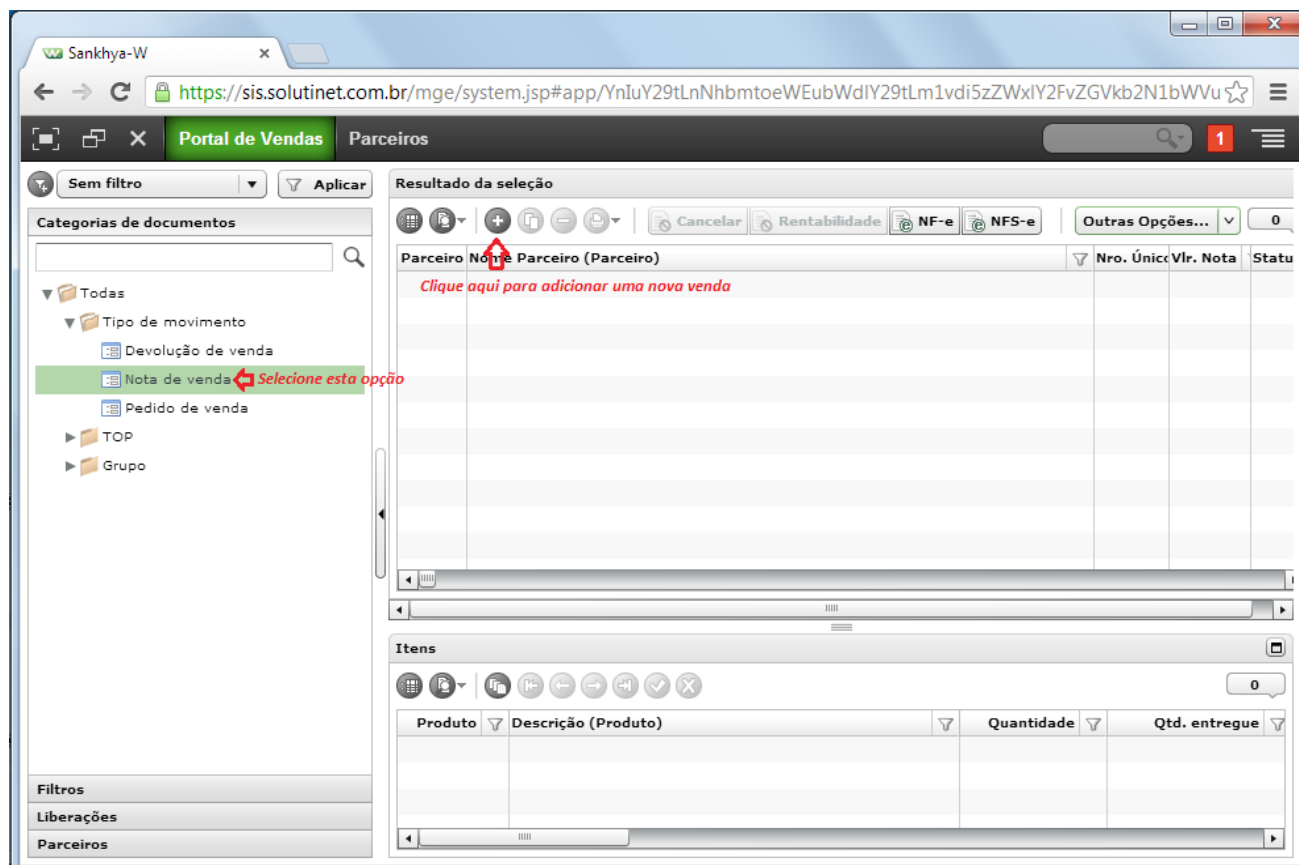 Sankhya-W
https://sis.solutinet.com.br/mge/system.jsp#app/YnIuY29tLnNhbmtoeWEubWdlY29tLm1vdi5zZWxlY2FvZGVkb2N1bWVu
Portal de Vendas Parceiros 1
Sem filtro Aplicar
Resultado da seleção
Categorias de documentos
Cancelar Rentabilidade NF-e NFS-e Outras Opções... 0
Parceiro Nome Parceiro (Parceiro) Nro. Único Vlr. Nota Statu
Clique aqui para adicionar uma nova venda
Todas
Tipo de movimento
Devolução de venda
Nota de venda Selecione esta opção
Pedido de venda
TOP
Grupo
Itens
0
Produto Descrição (Produto) Quantidade Qtd. entregue
Filtros
Liberações
Parceiros